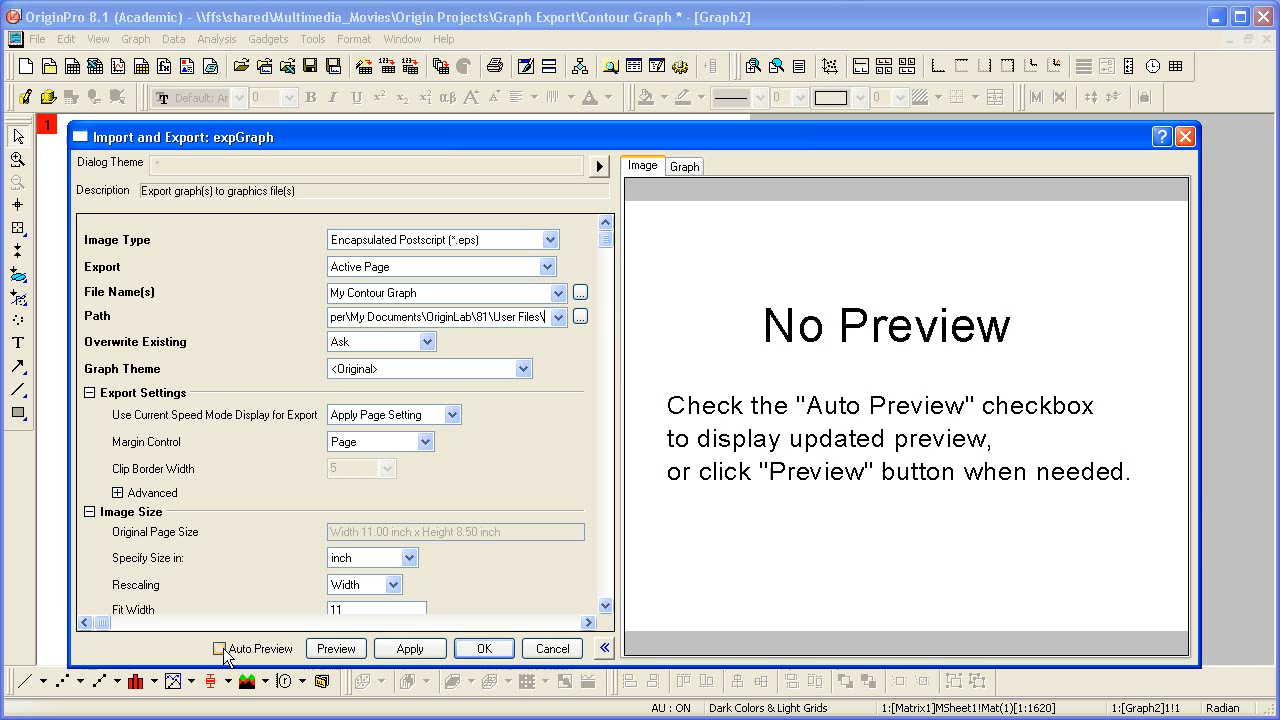 OriginPro 8.1 (Academic) - \\ffs\shared\Multimedia_Movies\Origin Projects\Graph Export\Contour Graph * - [Graph2]
File Edit View Graph Data Analysis Gadgets Tools Format Window Help
Default: Ar 0 B I U 0 0
1
Import and Export: expGraph
Dialog Theme *
Description Export graph(s) to graphics file(s)
Image Graph
Image Type Encapsulated Postscript (*.eps)
Export Active Page
File Name(s) My Contour Graph
Path per\My Documents\OriginLab\81\User Files\
Overwrite Existing Ask
Graph Theme <Original>
Export Settings
Use Current Speed Mode Display for Export Apply Page Setting
Margin Control Page
Clip Border Width 5
Advanced
Image Size
Original Page Size Width 11.00 inch x Height 8.50 inch
Specify Size in: inch
Rescaling Width
Fit Width 11
No Preview
Check the "Auto Preview" checkbox
to display updated preview,
or click "Preview" button when needed.
Auto Preview Preview Apply OK Cancel
AU : ON Dark Colors & Light Grids 1:[Matrix1]MSheet1!Mat(1)[1:1620] 1:[Graph2]1!1 Radian